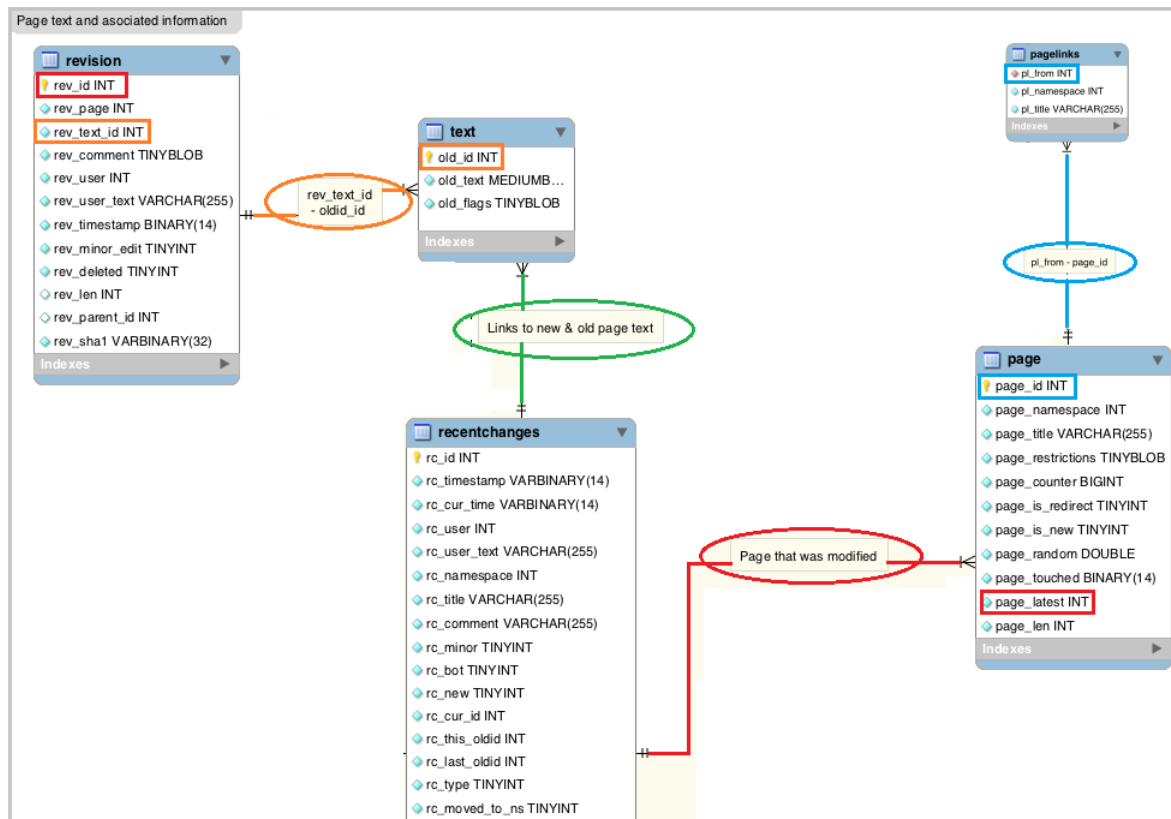 Page text and asociated information
revision
rev_id INT
rev_page INT
rev_text_id INT
rev_comment TINYBLOB
rev_user INT
rev_user_text VARCHAR(255)
rev_timestamp BINARY(14)
rev_minor_edit TINYINT
rev_deleted TINYINT
rev_len INT
rev_parent_id INT
rev_sha1 VARBINARY(32)
Indexes
rev_text_id
- oldid_id
text
old_id INT
old_text MEDIUMB...
old_flags TINYBLOB
Indexes
Links to new & old page text
recentchanges
rc_id INT
rc_timestamp VARBINARY(14)
rc_cur_time VARBINARY(14)
rc_user INT
rc_user_text VARCHAR(255)
rc_namespace INT
rc_title VARCHAR(255)
rc_comment VARCHAR(255)
rc_minor TINYINT
rc_bot TINYINT
rc_new TINYINT
rc_cur_id INT
rc_this_oldid INT
rc_last_oldid INT
rc_type TINYINT
rc_moved_to_ns TINYINT
Page that was modified
pagelinks
pl_from INT
pl_namespace INT
pl_title VARCHAR(255)
Indexes
pl_from - page_id
page
page_id INT
page_namespace INT
page_title VARCHAR(255)
page_restrictions TINYBLOB
page_counter BIGINT
page_is_redirect TINYINT
page_is_new TINYINT
page_random DOUBLE
page_touched BINARY(14)
page_latest INT
page_len INT
Indexes